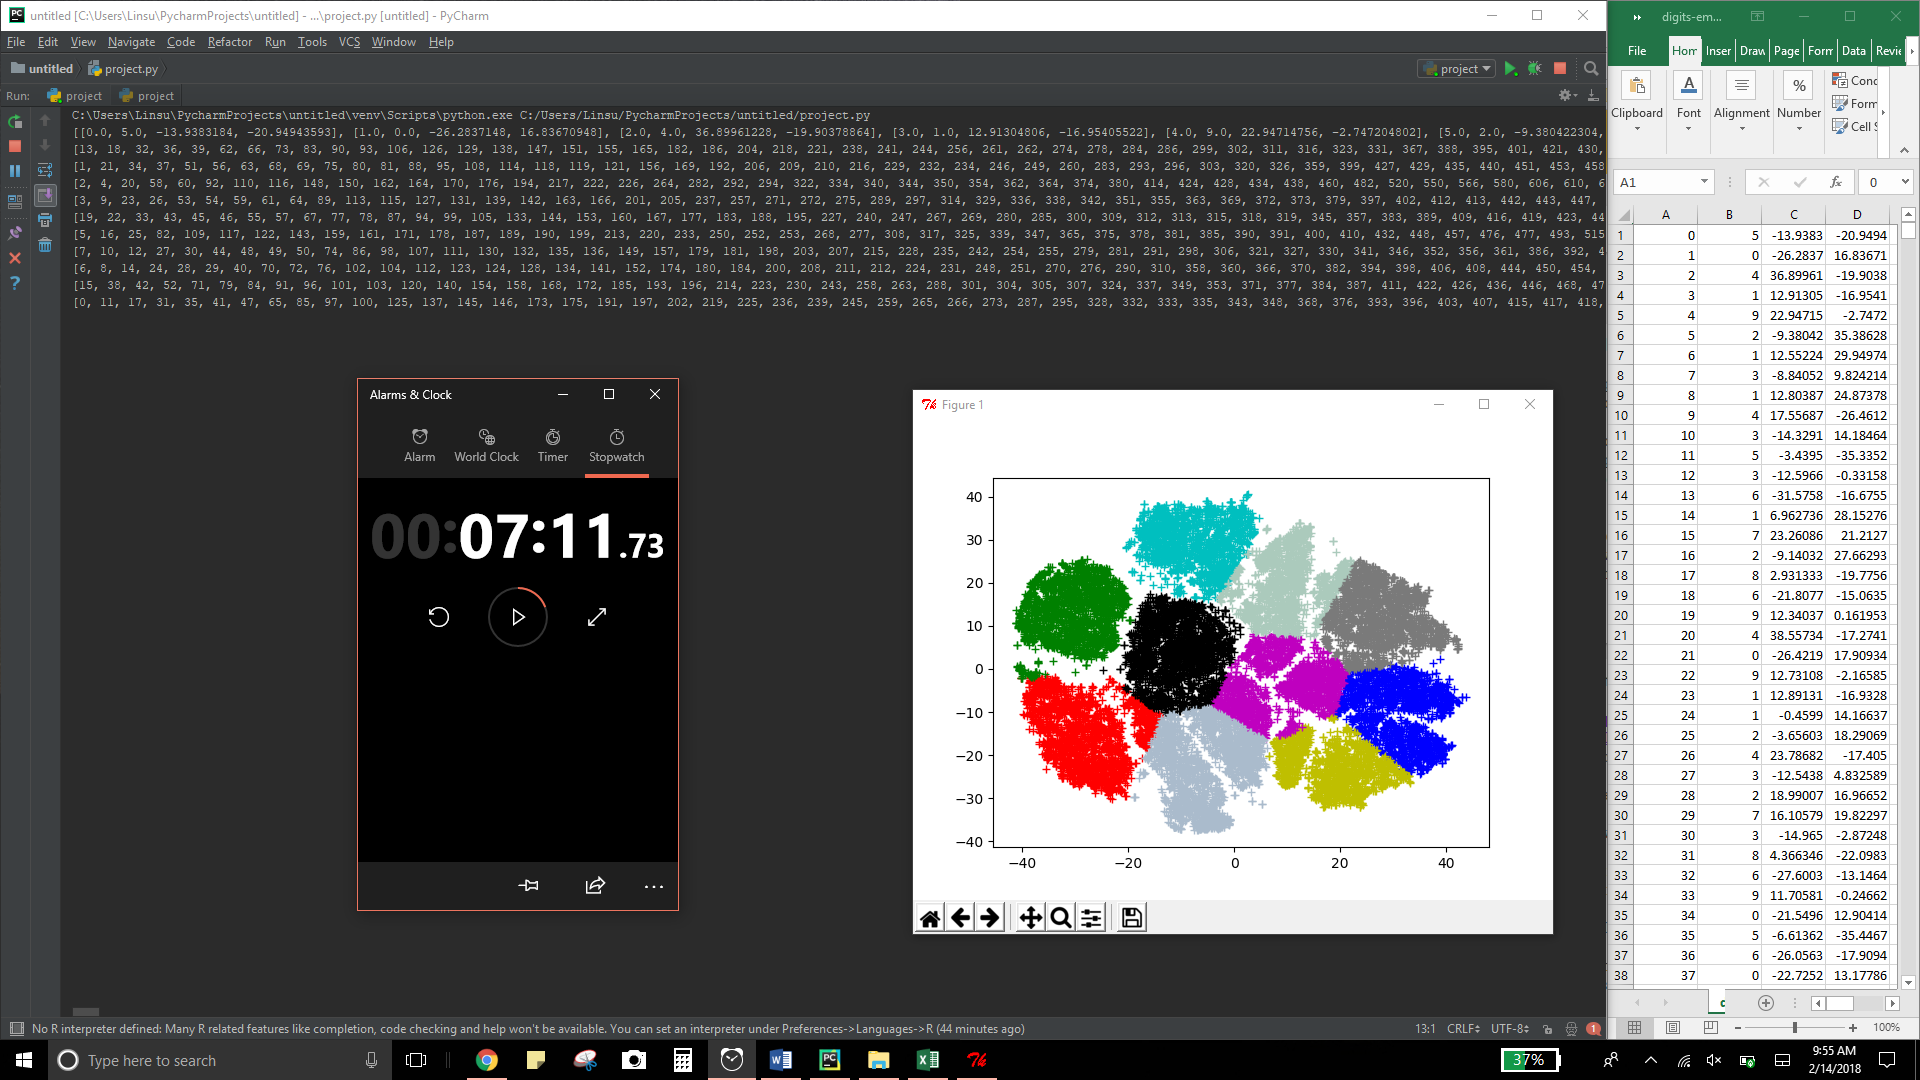 untitled [C:\Users\Linsu\PycharmProjects\untitled] - ...\project.py [untitled] - PyCharm
File Edit View Navigate Code Refactor Run Tools VCS Window Help
untitled project.py
project
Run: project project
C:\Users\Linsu\PycharmProjects\untitled\venv\Scripts\python.exe C:/Users/Linsu/PycharmProjects/untitled/project.py
[[0.0, 5.0, -13.9383184, -20.94943593], [1.0, 0.0, -26.2837148, 16.83670948], [2.0, 4.0, 36.89961228, -19.90378864], [3.0, 1.0, 12.91304806, -16.95405522], [4.0, 9.0, 22.94714756, -2.747204802], [5.0, 2.0, -9.380422304,
[13, 18, 32, 36, 39, 62, 66, 73, 83, 90, 93, 106, 126, 129, 138, 147, 151, 155, 165, 182, 186, 204, 218, 221, 238, 241, 244, 256, 261, 262, 274, 278, 284, 286, 299, 302, 311, 316, 323, 331, 367, 388, 395, 401, 421, 430,
[1, 21, 34, 37, 51, 56, 63, 68, 69, 75, 80, 81, 88, 95, 108, 114, 118, 119, 121, 156, 169, 192, 206, 209, 210, 216, 229, 232, 234, 246, 249, 260, 283, 293, 296, 303, 320, 326, 359, 399, 427, 429, 435, 440, 451, 453, 458
[2, 4, 20, 58, 60, 92, 110, 116, 148, 150, 162, 164, 170, 176, 194, 217, 222, 226, 264, 282, 292, 294, 322, 334, 340, 344, 350, 354, 362, 364, 374, 380, 414, 424, 428, 434, 438, 460, 482, 520, 550, 566, 580, 606, 610, 6
[3, 9, 23, 26, 53, 54, 59, 61, 64, 89, 113, 115, 127, 131, 139, 142, 163, 166, 201, 205, 237, 257, 271, 272, 275, 289, 297, 314, 329, 336, 338, 342, 351, 355, 363, 369, 372, 373, 379, 397, 402, 412, 413, 442, 443, 447,
[19, 22, 33, 43, 45, 46, 55, 57, 67, 77, 78, 87, 94, 99, 105, 133, 144, 153, 160, 167, 177, 183, 188, 195, 227, 240, 247, 267, 269, 280, 285, 300, 309, 312, 313, 315, 318, 319, 345, 357, 383, 389, 409, 416, 419, 423, 44
[5, 16, 25, 82, 109, 117, 122, 143, 159, 161, 171, 178, 187, 189, 190, 199, 213, 220, 233, 250, 252, 253, 268, 277, 308, 317, 325, 339, 347, 365, 375, 378, 381, 385, 390, 391, 400, 410, 432, 448, 457, 476, 477, 493, 515
[7, 10, 12, 27, 30, 44, 48, 49, 50, 74, 86, 98, 107, 111, 130, 132, 135, 136, 149, 157, 179, 181, 198, 203, 207, 215, 228, 235, 242, 254, 255, 279, 281, 291, 298, 306, 327, 330, 341, 346, 352, 356, 361, 386, 392, 4
[6, 8, 14, 24, 28, 29, 40, 70, 72, 76, 102, 104, 112, 123, 124, 128, 134, 141, 152, 174, 180, 184, 200, 208, 211, 212, 224, 231, 248, 251, 270, 276, 290, 310, 358, 360, 366, 370, 382, 394, 398, 406, 408, 444, 450, 454,
[15, 38, 42, 52, 71, 79, 84, 91, 96, 101, 103, 120, 140, 154, 158, 168, 172, 185, 193, 196, 214, 223, 230, 243, 258, 263, 288, 301, 304, 305, 307, 324, 337, 349, 353, 371, 377, 384, 387, 411, 422, 426, 436, 446, 468, 47
[0, 11, 17, 31, 35, 41, 47, 65, 85, 97, 100, 125, 137, 145, 146, 173, 175, 191, 197, 202, 219, 225, 236, 239, 245, 259, 265, 266, 273, 287, 295, 328, 332, 333, 335, 343, 348, 368, 376, 393, 396, 403, 407, 415, 417, 418,
Alarms & Clock
Alarm World Clock Timer Stopwatch
00:07:11.73
Figure 1
40
30
20
10
0
−10
−20
−30
−40
−40 −20 0 20 40
digits-em...
File Hom Inser Draw Page Form Data Revie
Clipboard Font Alignment Number
Conc
Form
Cell S
A1 fx 0
A B C D
1 0 5 -13.9383 -20.9494
2 1 0 -26.2837 16.83671
3 2 4 36.89961 -19.9038
4 3 1 12.91305 -16.9541
5 4 9 22.94715 -2.7472
6 5 2 -9.38042 35.38628
7 6 1 12.55224 29.94974
8 7 3 -8.84052 9.824214
9 8 1 12.80387 24.87378
10 9 4 17.55687 -26.4612
11 10 3 -14.3291 14.18464
12 11 5 -3.4395 -35.3352
13 12 3 -12.5966 -0.33158
14 13 6 -31.5758 -16.6755
15 14 1 6.962736 28.15276
16 15 7 23.26086 21.2127
17 16 2 -9.14032 27.66293
18 17 8 2.931333 -19.7756
19 18 6 -21.8077 -15.0635
20 19 9 12.34037 0.161953
21 20 4 38.55734 -17.2741
22 21 0 -26.4219 17.90934
23 22 9 12.73108 -2.16585
24 23 1 12.89131 -16.9328
25 24 1 -0.4599 14.16637
26 25 2 -3.65603 18.29069
27 26 4 23.78682 -17.405
28 27 3 -12.5438 4.832589
29 28 2 18.99007 16.96652
30 29 7 16.10579 19.82297
31 30 3 -14.965 -2.87248
32 31 8 4.366346 -22.0983
33 32 6 -27.6003 -13.1464
34 33 9 11.70581 -0.24662
35 34 0 -21.5496 12.90414
36 35 5 -6.61362 -35.4467
37 36 6 -26.0563 -17.9094
38 37 0 -22.7252 13.17786
100%
No R interpreter defined: Many R related features like completion, code checking and help won't be available. You can set an interpreter under Preferences->Languages->R (44 minutes ago)
13:1 CRLF UTF-8 1
Type here to search
37%
9:55 AM
2/14/2018